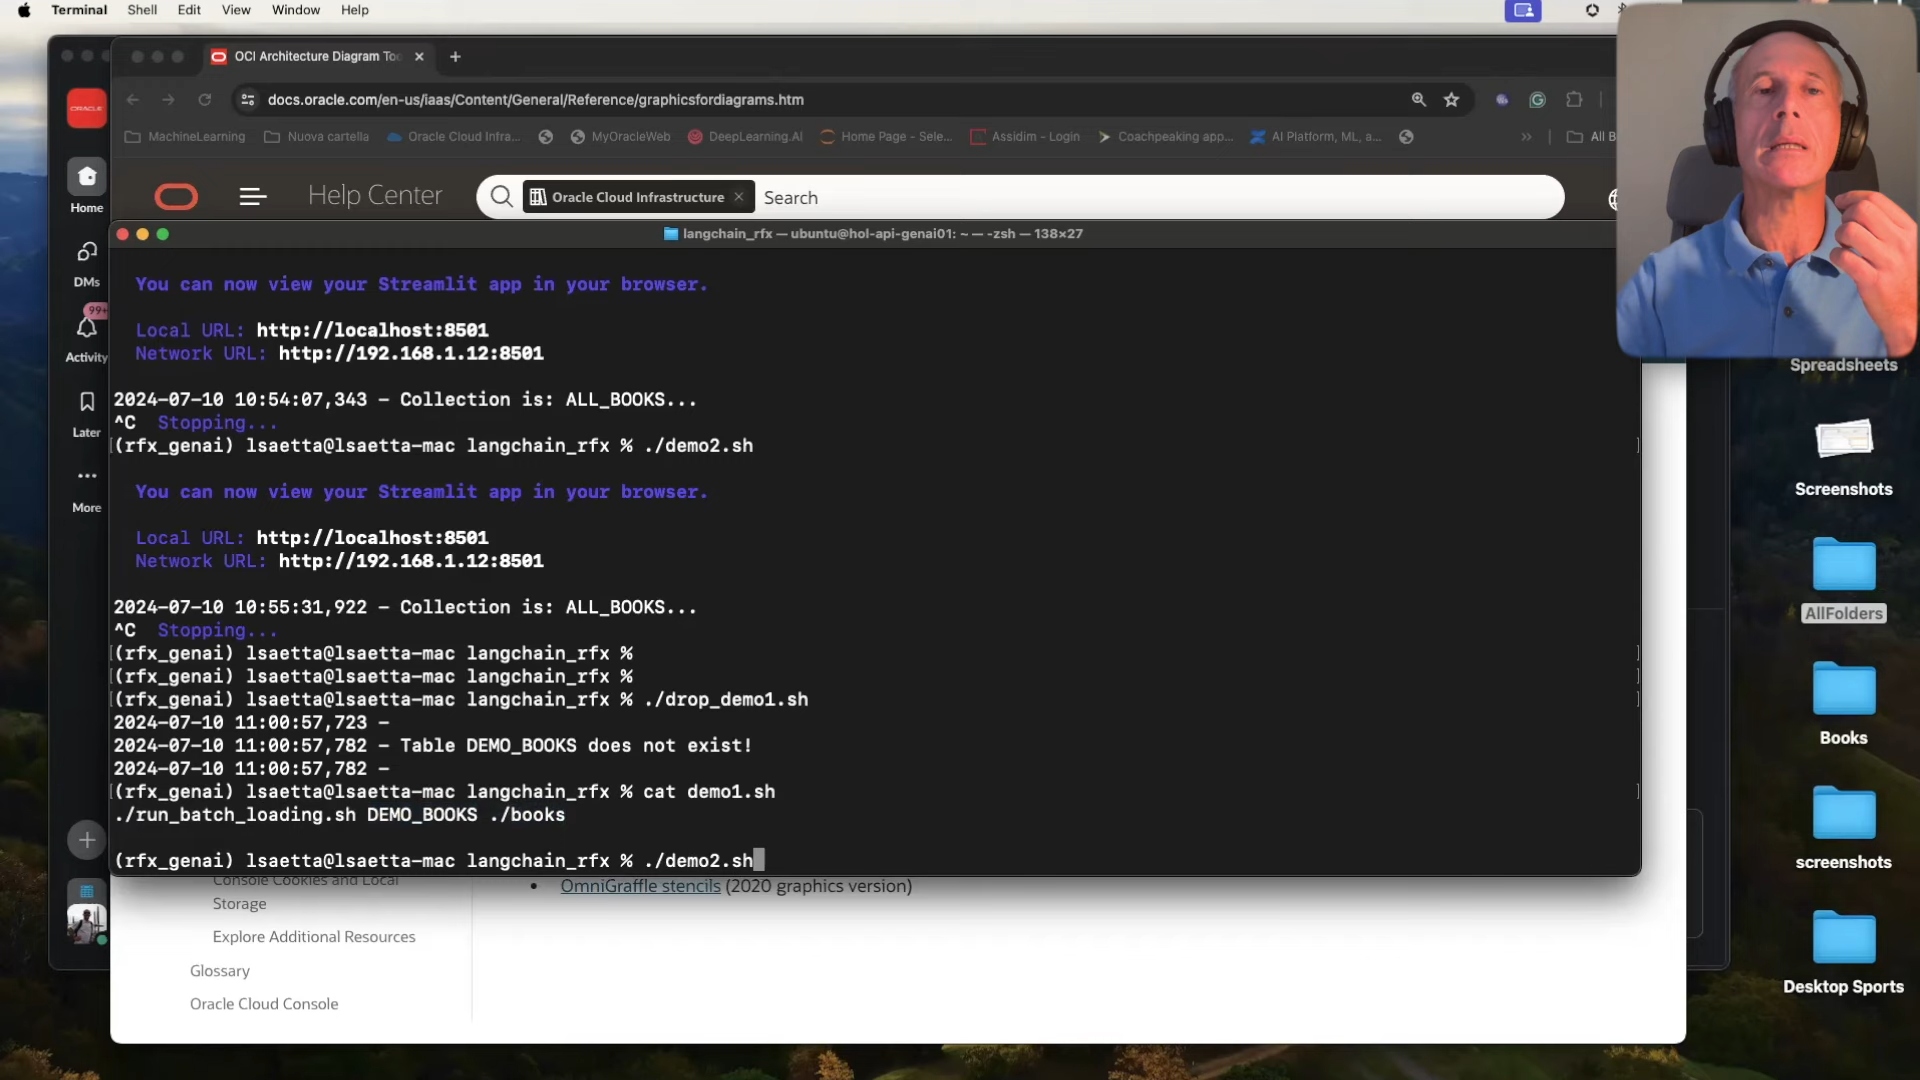 Terminal Shell Edit View Window Help
OCI Architecture Diagram Too
docs.oracle.com/en-us/iaas/Content/General/Reference/graphicsfordiagrams.htm
MachineLearning Nuova cartella Oracle Cloud Infra... MyOracleWeb DeepLearning.AI Home Page - Sele... Assidim - Login Coachpeaking app... AI Platform, ML, a... » All B
ORACLE
Home
DMs
99+
Activity
Later
More
Help Center
Oracle Cloud Infrastructure
Search
langchain_rfx — ubuntu@hol-api-genai01: ~ — -zsh — 138×27
You can now view your Streamlit app in your browser.
Local URL: http://localhost:8501
Network URL: http://192.168.1.12:8501
2024-07-10 10:54:07,343 - Collection is: ALL_BOOKS...
^C Stopping...
(rfx_genai) lsaetta@lsaetta-mac langchain_rfx % ./demo2.sh
You can now view your Streamlit app in your browser.
Local URL: http://localhost:8501
Network URL: http://192.168.1.12:8501
2024-07-10 10:55:31,922 - Collection is: ALL_BOOKS...
^C Stopping...
(rfx_genai) lsaetta@lsaetta-mac langchain_rfx %
(rfx_genai) lsaetta@lsaetta-mac langchain_rfx %
(rfx_genai) lsaetta@lsaetta-mac langchain_rfx % ./drop_demo1.sh
2024-07-10 11:00:57,723 -
2024-07-10 11:00:57,782 - Table DEMO_BOOKS does not exist!
2024-07-10 11:00:57,782 -
(rfx_genai) lsaetta@lsaetta-mac langchain_rfx % cat demo1.sh
./run_batch_loading.sh DEMO_BOOKS ./books
(rfx_genai) lsaetta@lsaetta-mac langchain_rfx % ./demo2.sh
Console Cookies and Local
Storage
Explore Additional Resources
Glossary
Oracle Cloud Console
• OmniGraffle stencils (2020 graphics version)
Spreadsheets
Screenshots
AllFolders
Books
screenshots
Desktop Sports